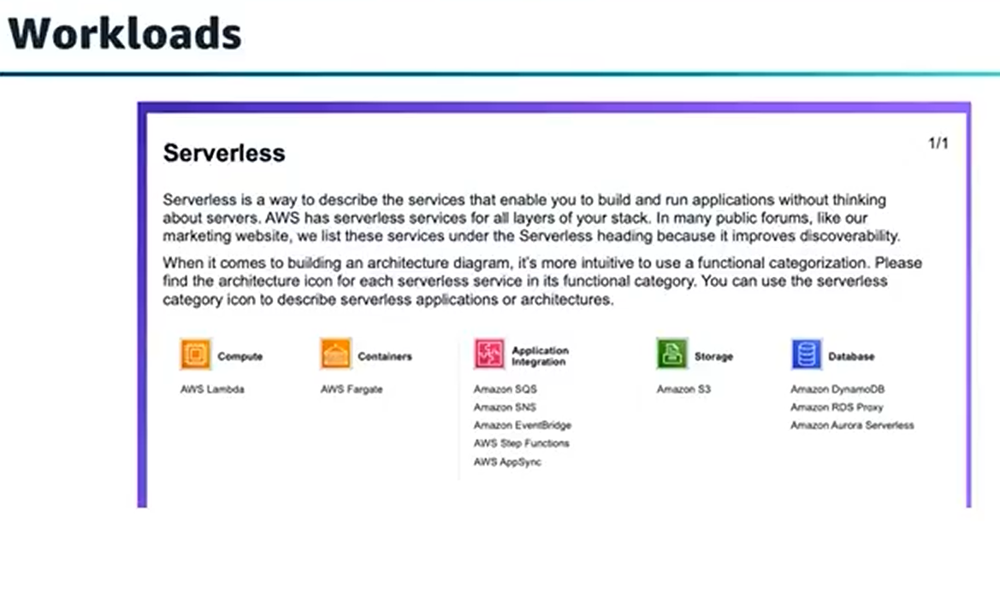 Workloads
Serverless
1/1
Serverless is a way to describe the services that enable you to build and run applications without thinking
about servers. AWS has serverless services for all layers of your stack. In many public forums, like our
marketing website, we list these services under the Serverless heading because it improves discoverability.
When it comes to building an architecture diagram, it's more intuitive to use a functional categorization. Please
find the architecture icon for each serverless service in its functional category. You can use the serverless
category icon to describe serverless applications or architectures.
Compute
AWS Lambda
Containers
AWS Fargate
Application
Integration
Amazon SQS
Amazon SNS
Amazon EventBridge
AWS Step Functions
AWS AppSync
Storage
Amazon S3
Database
Amazon DynamoDB
Amazon RDS Proxy
Amazon Aurora Serverless